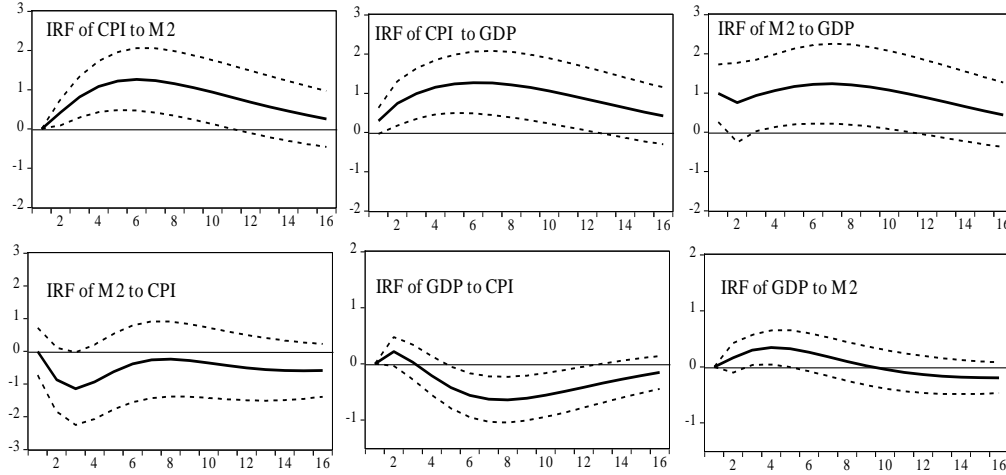 IRF of CPI to M2
3
2
1
0
-1
-2
2 4 6 8 10 12 14 16
IRF of CPI to GDP
3
2
1
0
-1
-2
2 4 6 8 10 12 14 16
IRF of M2 to GDP
3
2
1
0
-1
-2
2 4 6 8 10 12 14 16
IRF of M2 to CPI
3
2
1
0
-1
-2
-3
2 4 6 8 10 12 14 16
IRF of GDP to CPI
2
1
0
-1
2 4 6 8 10 12 14 16
IRF of GDP to M2
2
1
0
-1
2 4 6 8 10 12 14 16